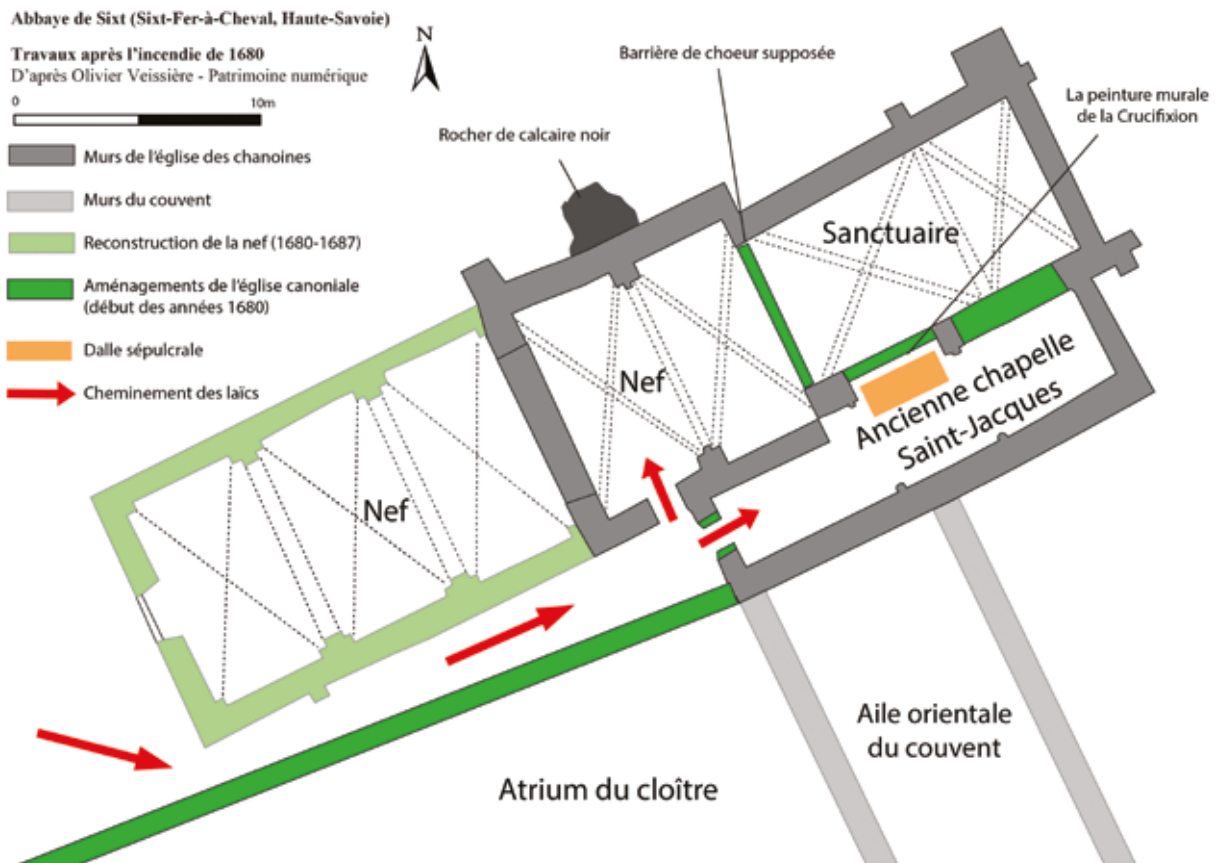 Abbaye de Sixt (Sixt-Fer-à-Cheval, Haute-Savoie)
Travaux après l'incendie de 1680
D'après Olivier Veissière - Patrimoine numérique
0 10m
Murs de l'église des chanoines
Murs du couvent
Reconstruction de la nef (1680-1687)
Aménagements de l'église canoniale
(début des années 1680)
Dalle sépulcrale
Cheminement des laïcs
N
Rocher de calcaire noir
Barrière de choeur supposée
La peinture murale
de la Crucifixion
Sanctuaire
Nef
Ancienne chapelle
Saint-Jacques
Nef
Aile orientale
du couvent
Atrium du cloître